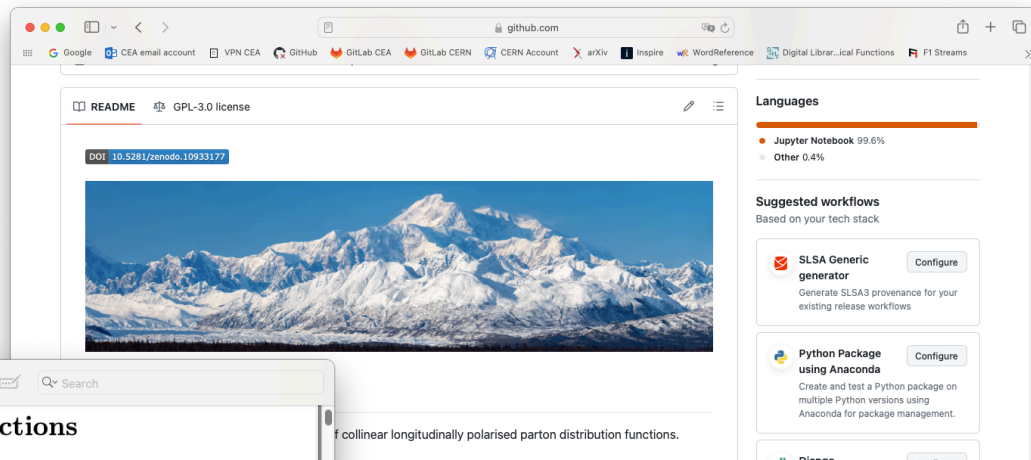 github.com
Google
CEA email account
VPN CEA
GitHub
GitLab CEA
GitLab CERN
CERN Account
arXiv
Inspire
WordReference
Digital Librar...ical Functions
F1 Streams
README
GPL-3.0 license
DOI 10.5281/zenodo.10933177
Search
ctions
f collinear longitudinally polarised parton distribution functions.
Languages
Jupyter Notebook 99.6%
Other 0.4%
Suggested workflows
Based on your tech stack
SLSA Generic
generator
Configure
Generate SLSA3 provenance for your
existing release workflows
Python Package
using Anaconda
Configure
Create and test a Python package on
multiple Python versions using
Anaconda for package management.
Django